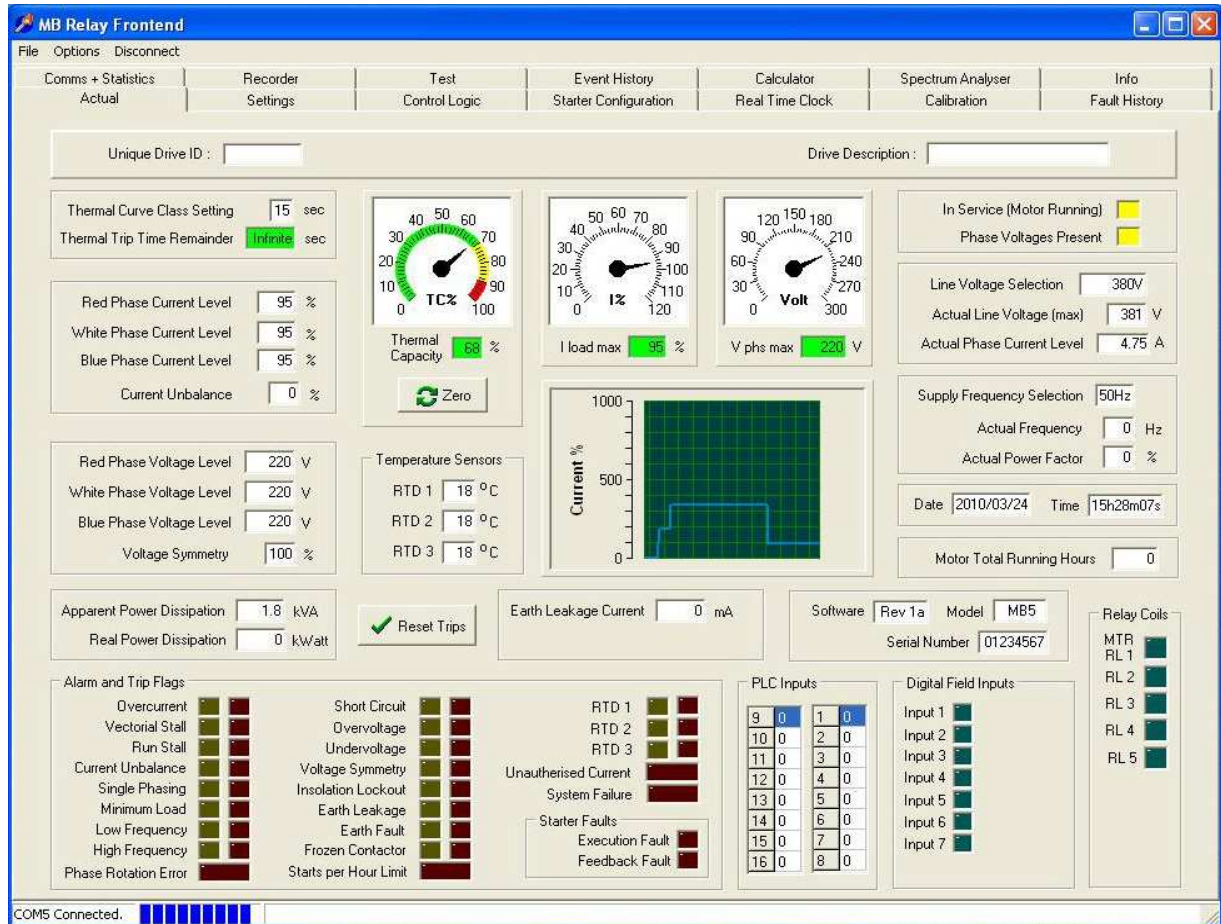 MB Relay Frontend
File Options Disconnect
Comms + Statistics Recorder Test Event History Calculator Spectrum Analyser Info
Actual Settings Control Logic Starter Configuration Real Time Clock Calibration Fault History
Unique Drive ID :
Drive Description :
Thermal Curve Class Setting 15 sec
Thermal Trip Time Remainder Infinite sec
Red Phase Current Level 95 %
White Phase Current Level 95 %
Blue Phase Current Level 95 %
Current Unbalance 0 %
Red Phase Voltage Level 220 V
White Phase Voltage Level 220 V
Blue Phase Voltage Level 220 V
Voltage Symmetry 100 %
0 10 20 30 40 50 60 70 80 90 100
TC%
Thermal Capacity 68 %
Zero
0 10 20 30 40 50 60 70 80 90 100 110 120
I%
I load max 95 %
0 30 60 90 120 150 180 210 240 270 300
Volt
V phs max 220 V
Temperature Sensors
RTD 1 18 ºC
RTD 2 18 ºC
RTD 3 18 ºC
Current %
1000
500
0
In Service (Motor Running)
Phase Voltages Present
Line Voltage Selection 380V
Actual Line Voltage (max) 381 V
Actual Phase Current Level 4.75 A
Supply Frequency Selection 50Hz
Actual Frequency 0 Hz
Actual Power Factor 0 %
Date 2010/03/24 Time 15h28m07s
Motor Total Running Hours 0
Apparent Power Dissipation 1.8 kVA
Real Power Dissipation 0 kWatt
Reset Trips
Earth Leakage Current 0 mA
Software Rev 1a Model MB5
Serial Number 01234567
Relay Coils
MTR
RL 1
RL 2
RL 3
RL 4
RL 5
Alarm and Trip Flags
Overcurrent
Vectorial Stall
Run Stall
Current Unbalance
Single Phasing
Minimum Load
Low Frequency
High Frequency
Phase Rotation Error
Short Circuit
Overvoltage
Undervoltage
Voltage Symmetry
Insolation Lockout
Earth Leakage
Earth Fault
Frozen Contactor
Starts per Hour Limit
RTD 1
RTD 2
RTD 3
Unautherised Current
System Failure
Starter Faults
Execution Fault
Feedback Fault
PLC Inputs
9 0 1 0
10 0 2 0
11 0 3 0
12 0 4 0
13 0 5 0
14 0 6 0
15 0 7 0
16 0 8 0
Digital Field Inputs
Input 1
Input 2
Input 3
Input 4
Input 5
Input 6
Input 7
COM5 Connected.